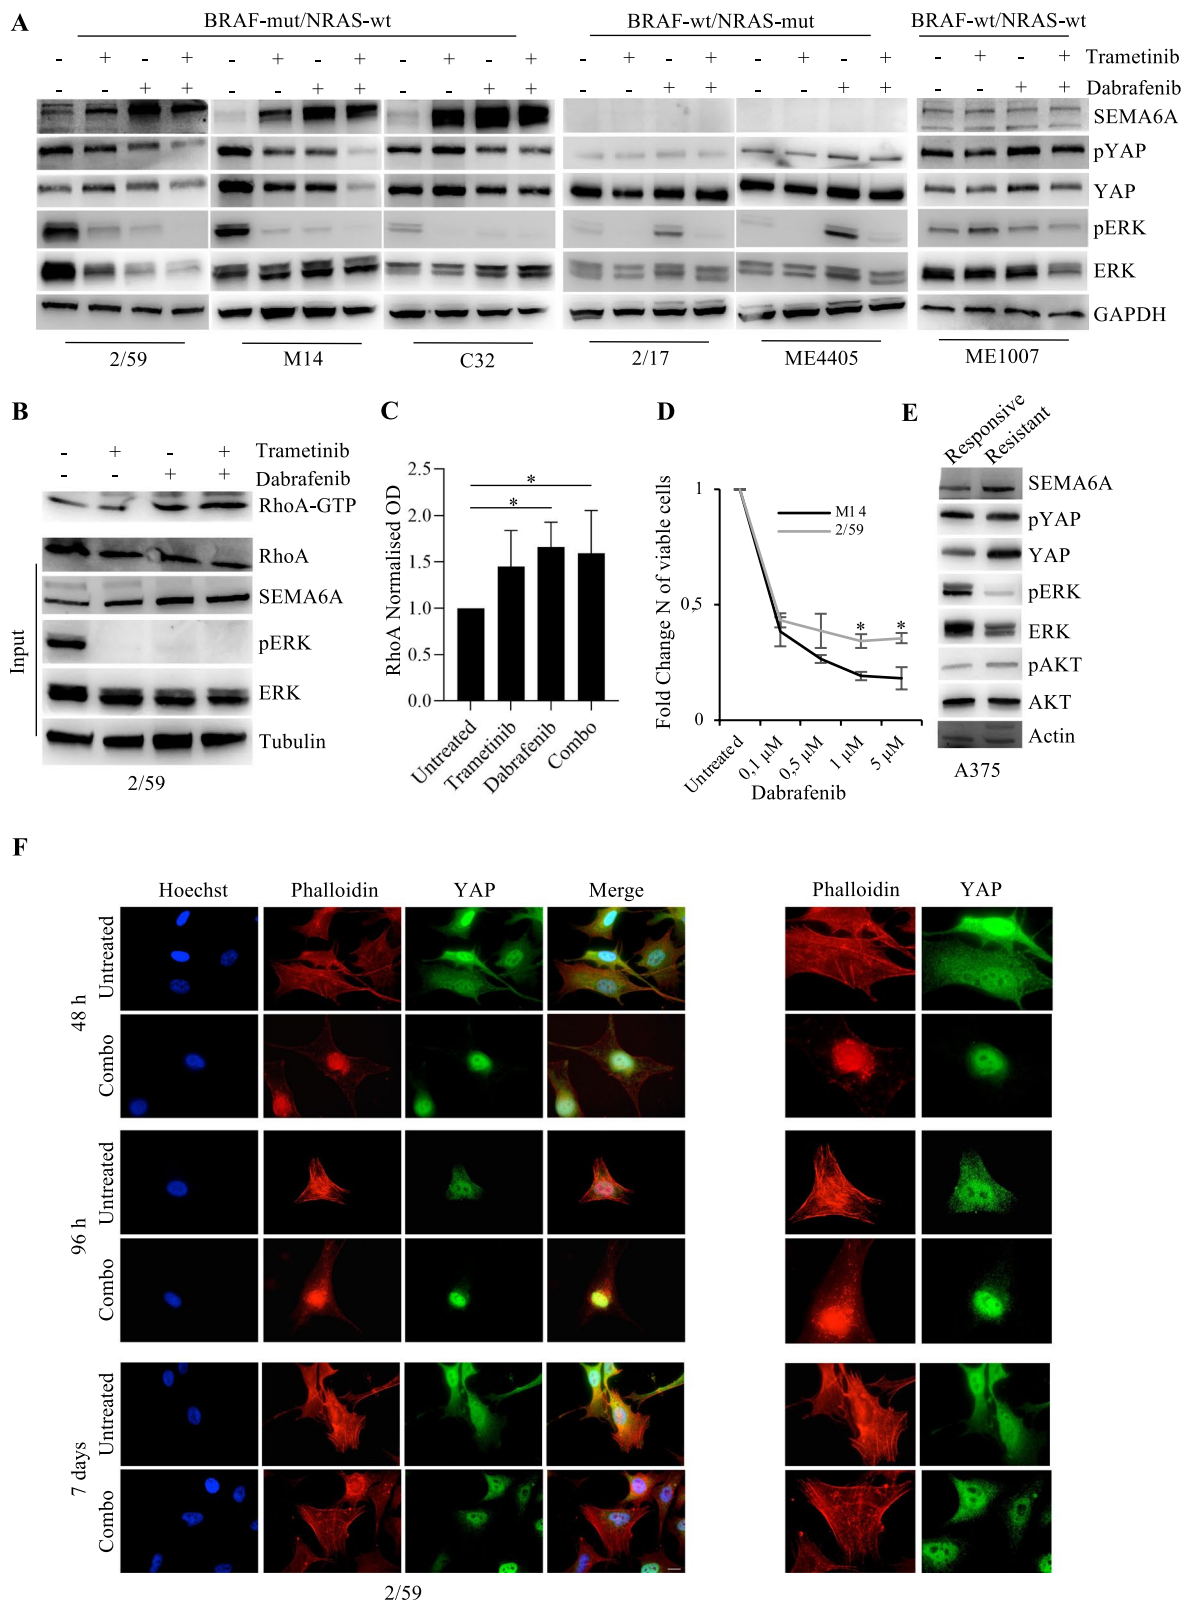 A
BRAF-mut/NRAS-wt
BRAF-wt/NRAS-mut
BRAF-wt/NRAS-wt
- + - + - + - + - + - + - + - + - + - + - + - + Trametinib
- - + + - - + + - - + + - - + + - - + + - - + + Dabrafenib
SEMA6A
pYAP
YAP
pERK
ERK
GAPDH
2/59 M14 C32 2/17 ME4405 ME1007
B
- + - + Trametinib
- - + + Dabrafenib
RhoA-GTP
RhoA
SEMA6A
pERK
ERK
Tubulin
Input
2/59
C
RhoA Normalised OD
2.5
2.0
1.5
1.0
0.5
0.0
*
*
Untreated
Trametinib
Dabrafenib
Combo
D
Fold Change N of viable cells
1
0,5
0
M14
2/59
* *
Untreated
0,1 µM
0,5 µM
1 µM
5 µM
Dabrafenib
E
Responsive
Resistant
SEMA6A
pYAP
YAP
pERK
ERK
pAKT
AKT
Actin
A375
F
Hoechst Phalloidin YAP Merge Phalloidin YAP
48 h
Untreated
Combo
96 h
Untreated
Combo
7 days
Untreated
Combo
2/59